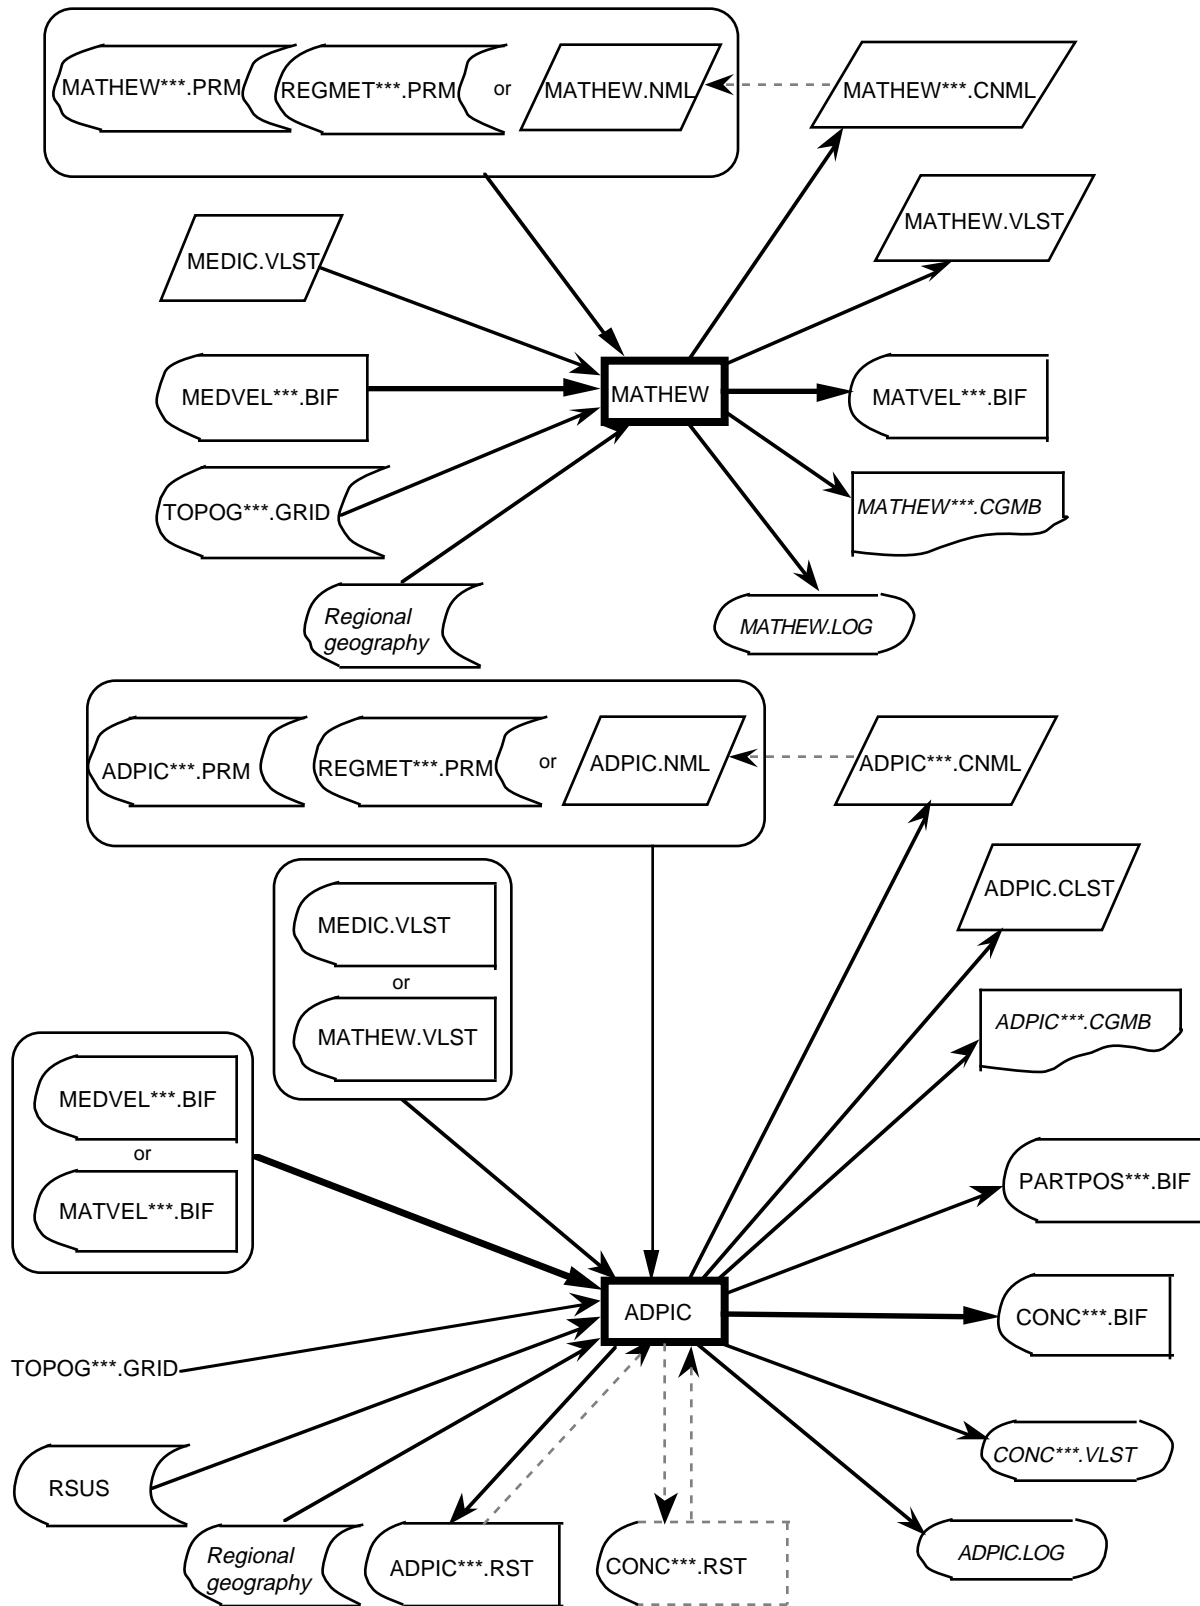 MATHEW***.PRM
REGMET***.PRM
or
MATHEW.NML
MATHEW***.CNML
MATHEW.VLST
MEDIC.VLST
MEDVEL***.BIF
MATHEW
MATVEL***.BIF
TOPOG***.GRID
MATHEW***.CGMB
Regional
geography
MATHEW.LOG
ADPIC***.PRM
REGMET***.PRM
or
ADPIC.NML
ADPIC***.CNML
MEDIC.VLST
or
MATHEW.VLST
ADPIC.CLST
ADPIC***.CGMB
MEDVEL***.BIF
or
MATVEL***.BIF
PARTPOS***.BIF
ADPIC
CONC***.BIF
TOPOG***.GRID
CONC***.VLST
RSUS
Regional
geography
ADPIC***.RST
CONC***.RST
ADPIC.LOG